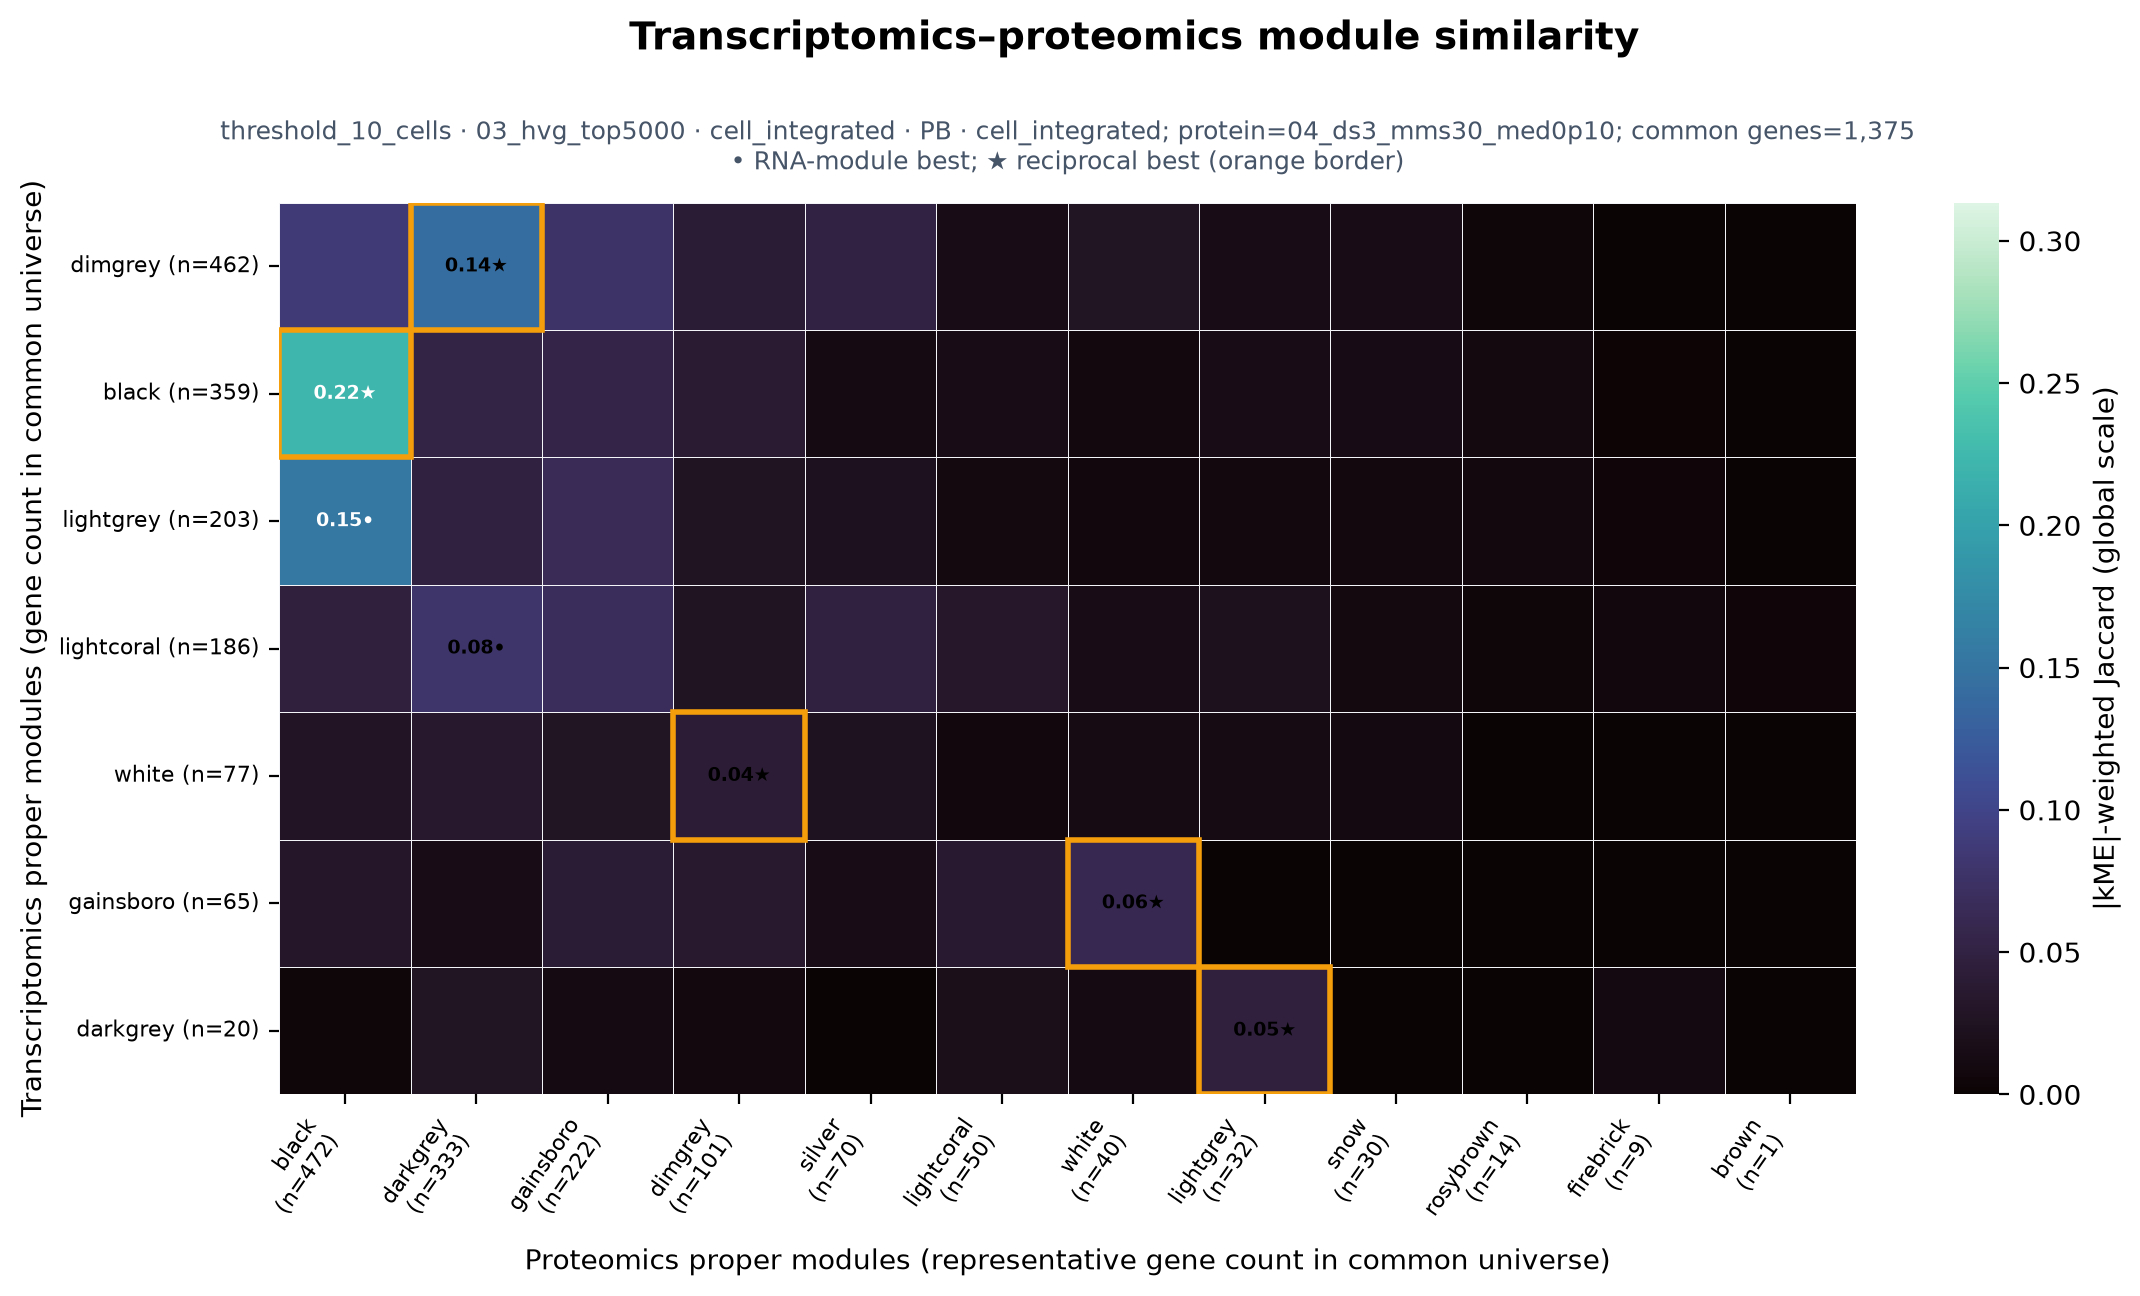 Transcriptomics–proteomics module similarity
threshold_10_cells · 03_hvg_top5000 · cell_integrated · PB · cell_integrated; protein=04_ds3_mms30_med0p10; common genes=1,375
• RNA-module best; ★ reciprocal best (orange border)
Transcriptomics proper modules (gene count in common universe)
dimgrey (n=462)
0.14★
black (n=359)
0.22★
lightgrey (n=203)
0.15•
lightcoral (n=186)
0.08•
white (n=77)
0.04★
gainsboro (n=65)
0.06★
darkgrey (n=20)
0.05★
black
(n=472)
darkgrey
(n=333)
gainsboro
(n=222)
dimgrey
(n=101)
silver
(n=70)
lightcoral
(n=50)
white
(n=40)
lightgrey
(n=32)
snow
(n=30)
rosybrown
(n=14)
firebrick
(n=9)
brown
(n=1)
Proteomics proper modules (representative gene count in common universe)
0.30
0.25
0.20
0.15
0.10
0.05
0.00
|kME|-weighted Jaccard (global scale)